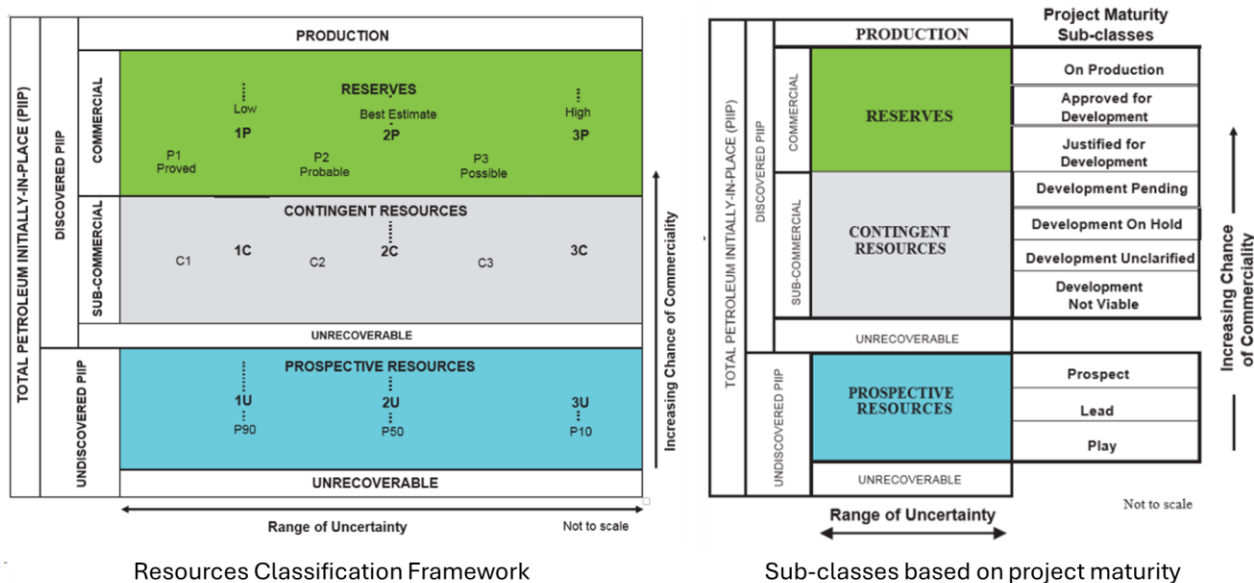 TOTAL PETROLEUM INITIALLY-IN-PLACE (PIIP)
DISCOVERED PIIP
UNDISCOVERED PIIP
COMMERCIAL
SUB-COMMERCIAL
PRODUCTION
RESERVES
Low
Best Estimate
High
1P
2P
3P
P1
Proved
P2
Probable
P3
Possible
CONTINGENT RESOURCES
1C
2C
3C
C1
C2
C3
UNRECOVERABLE
PROSPECTIVE RESOURCES
1U
2U
3U
P90
P50
P10
UNRECOVERABLE
Increasing Chance of Commerciality
Range of Uncertainty
Not to scale
Resources Classification Framework
TOTAL PETROLEUM INITIALLY-IN-PLACE (PIIP)
DISCOVERED PIIP
UNDISCOVERED PIIP
COMMERCIAL
SUB-COMMERCIAL
PRODUCTION
RESERVES
CONTINGENT
RESOURCES
UNRECOVERABLE
PROSPECTIVE
RESOURCES
UNRECOVERABLE
Project Maturity
Sub-classes
On Production
Approved for
Development
Justified for
Development
Development Pending
Development On Hold
Development Unclarified
Development
Not Viable
Prospect
Lead
Play
Increasing Chance
of Commerciality
Range of Uncertainty
Not to scale
Sub-classes based on project maturity